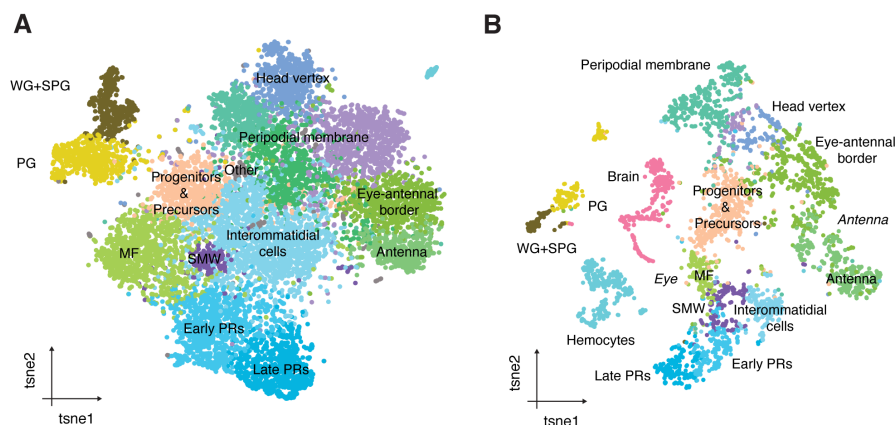 A
WG+SPG
PG
Head vertex
Peripodial membrane
Other
Progenitors
&
Precursors
Eye-antennal
border
MF
SMW
Interommatidial
cells
Antenna
Early PRs
Late PRs
tsne2
tsne1
B
Peripodial membrane
Head vertex
Eye-antennal
border
Brain
PG
Progenitors
&
Precursors
WG+SPG
Antenna
Eye
MF
Antenna
SMW
Interommatidial
cells
Hemocytes
Early PRs
Late PRs
tsne2
tsne1